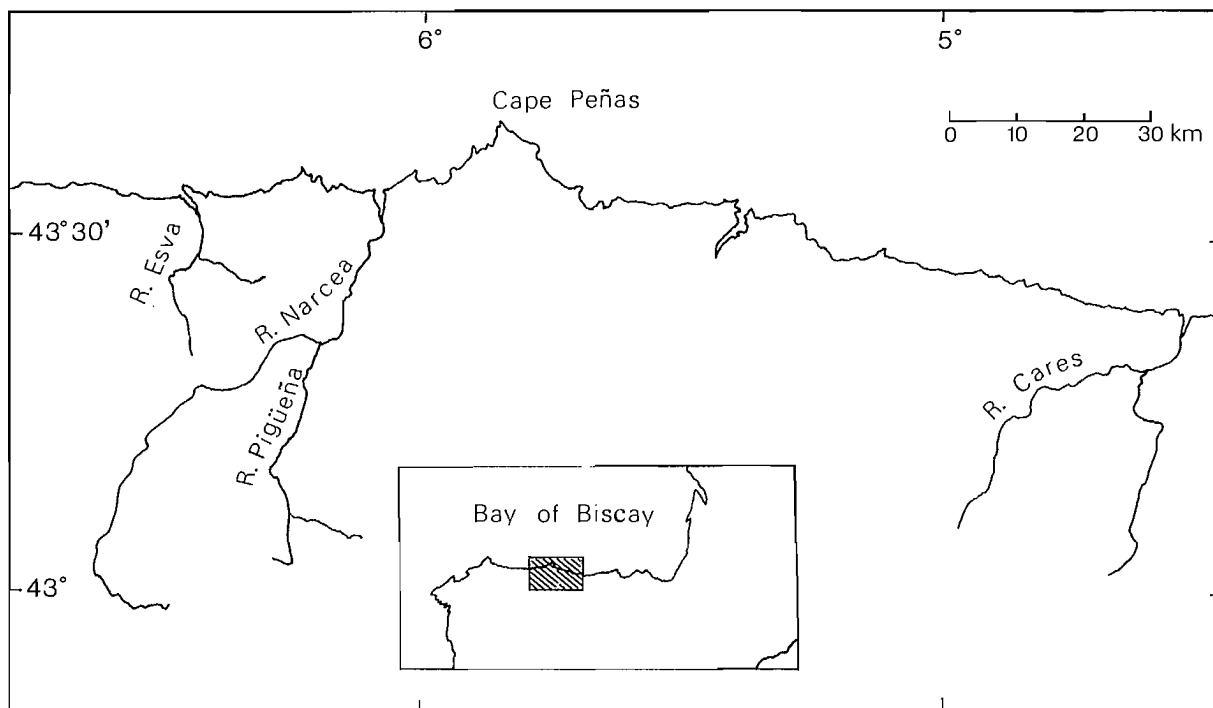 6° 5°
Cape Peñas
0 10 20 30 km
43°30'
R. Esva
R. Narcea
R. Cares
R. Pigüeña
Bay of Biscay
43°